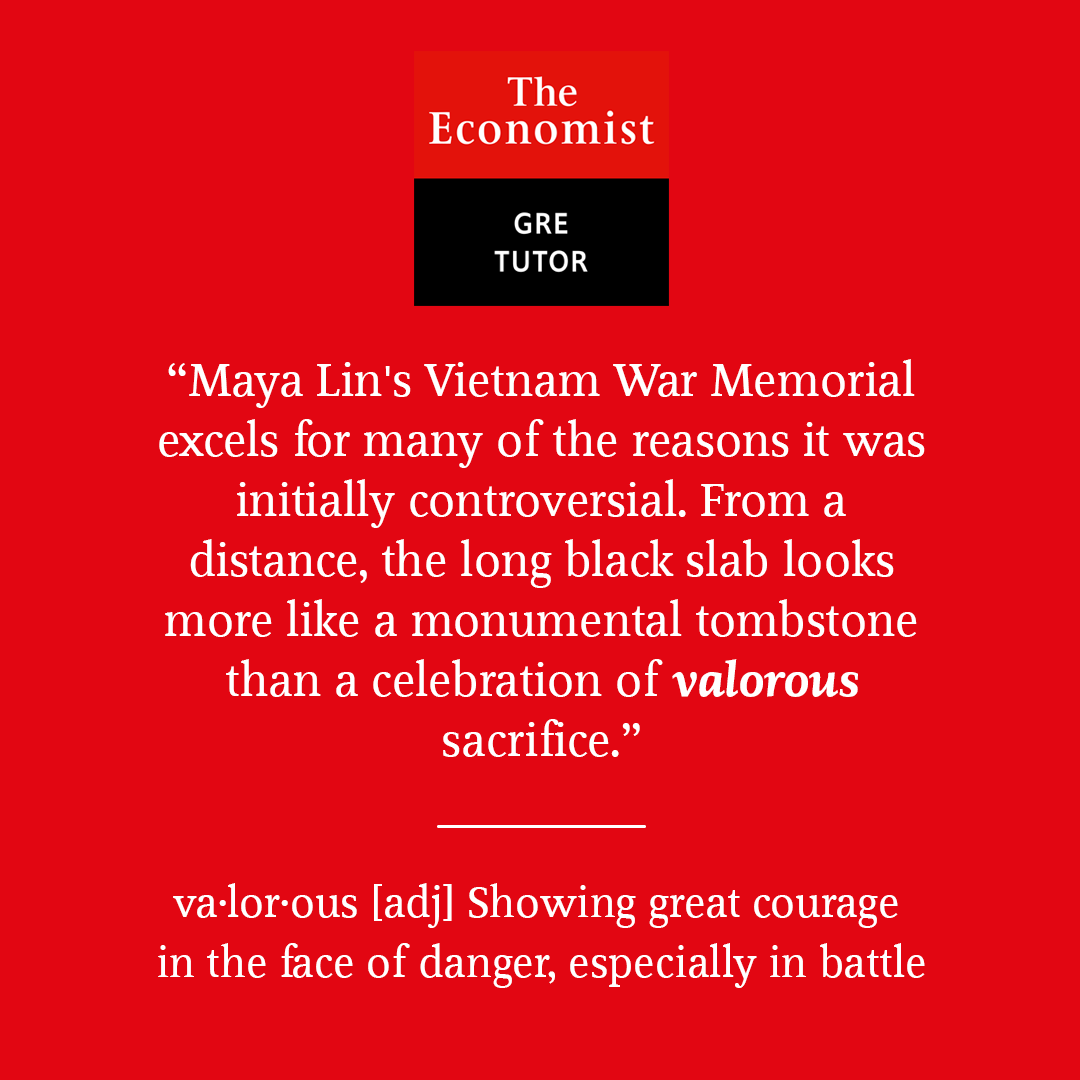 The
Economist
GRE
TUTOR
“Maya Lin's Vietnam War Memorial
excels for many of the reasons it was
initially controversial. From a
distance, the long black slab looks
more like a monumental tombstone
than a celebration of valorous
sacrifice.”
va·lor·ous [adj] Showing great courage
in the face of danger, especially in battle